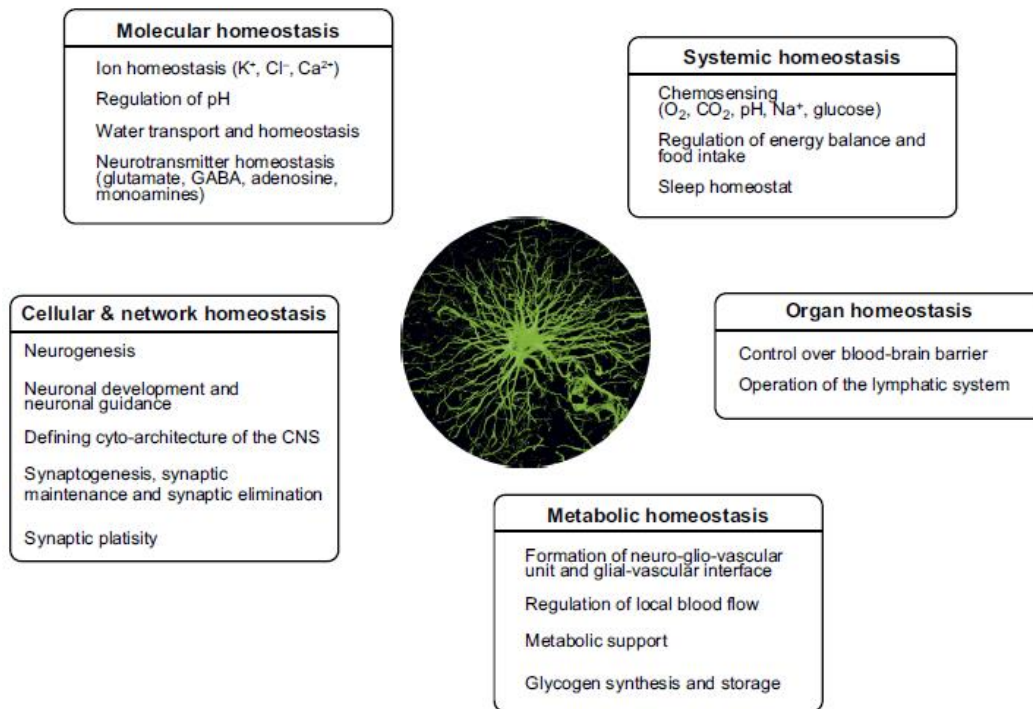 Molecular homeostasis
Ion homeostasis (K⁺, Cl⁻, Ca²⁺)
Regulation of pH
Water transport and homeostasis
Neurotransmitter homeostasis
(glutamate, GABA, adenosine,
monoamines)
Systemic homeostasis
Chemosensing
(O₂, CO₂, pH, Na⁺, glucose)
Regulation of energy balance and
food intake
Sleep homeostat
Cellular & network homeostasis
Neurogenesis
Neuronal development and
neuronal guidance
Defining cyto-architecture of the CNS
Synaptogenesis, synaptic
maintenance and synaptic elimination
Synaptic platisity
Organ homeostasis
Control over blood-brain barrier
Operation of the lymphatic system
Metabolic homeostasis
Formation of neuro-glio-vascular
unit and glial-vascular interface
Regulation of local blood flow
Metabolic support
Glycogen synthesis and storage